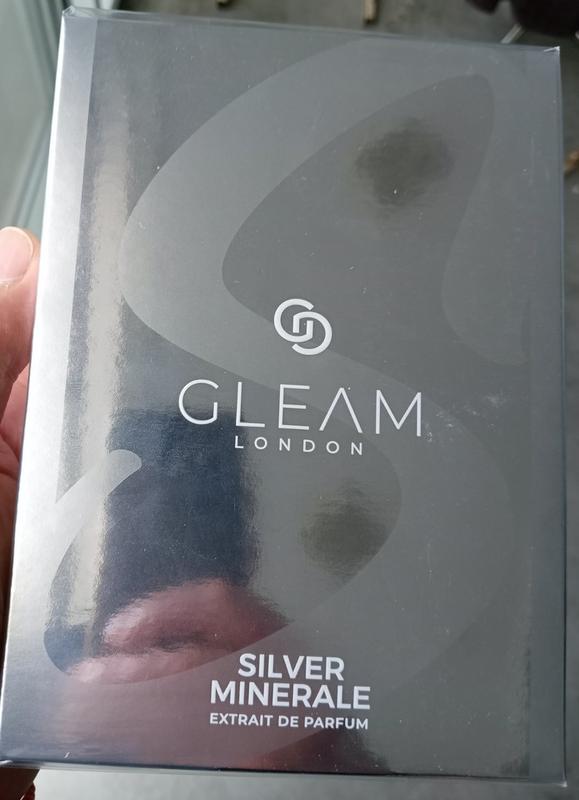 GLEAM
LONDON
SILVER
MINERALE
EXTRAIT DE PARFUM